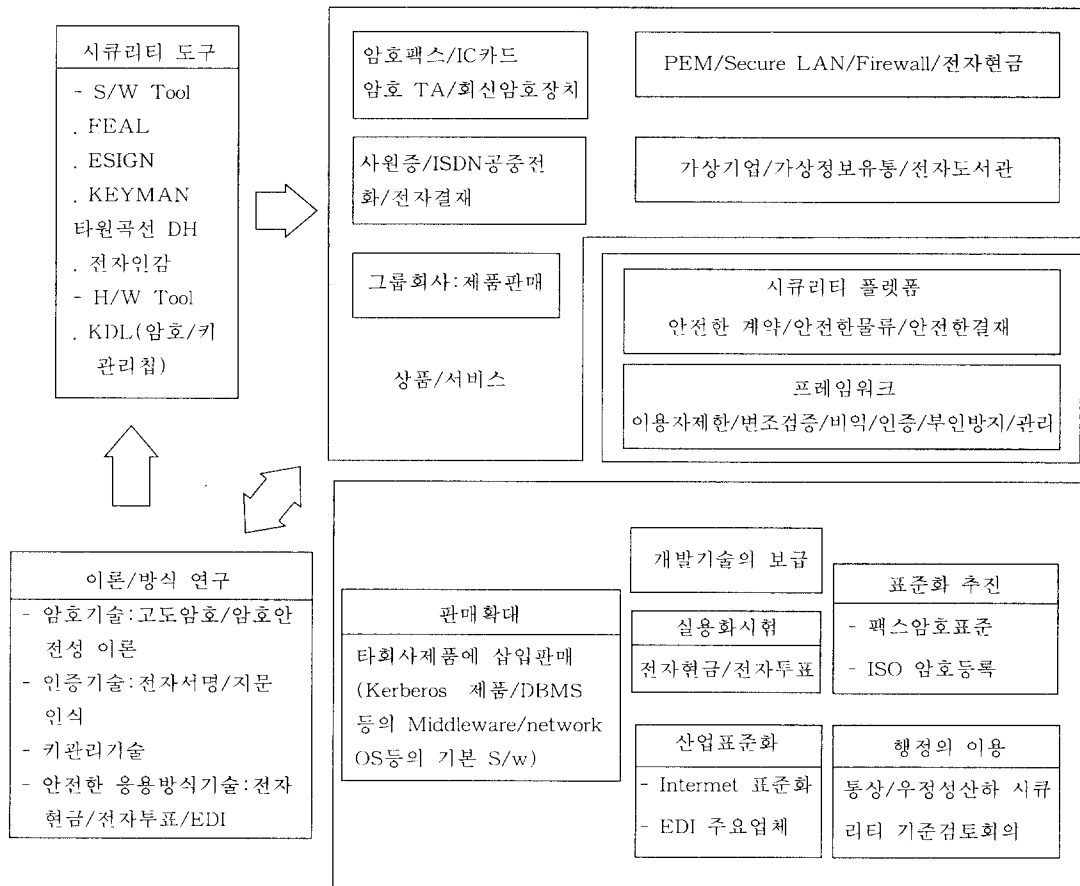 시큐리티 도구
- S/W Tool
. FEAL
. ESIGN
. KEYMAN
타원곡선 DH
. 전자인감
- H/W Tool
. KDL(암호/키
관리칩)
암호팩스/IC카드
암호 TA/회신암호장치
PEM/Secure LAN/Firewall/전자현금
사원증/ISDN공중전
화/전자결재
가상기업/가상정보유통/전자도서관
그룹회사:제품판매
상품/서비스
시큐리티 플렛폼
안전한 계약/안전한물류/안전한결재
프레임워크
이용자제한/변조검증/비익/인증/부인방지/관리
이론/방식 연구
- 암호기술:고도암호/암호안
전성 이론
- 인증기술:전자서명/지문
인식
- 키관리기술
- 안전한 응용방식기술:전자
현금/전자투표/EDI
판매확대
타회사제품에 삽입판매
(Kerberos 제품/DBMS
등의 Middleware/network
OS등의 기본 S/w)
개발기술의 보급
실용화시험
전자현금/전자투표
표준화 추진
- 팩스암호표준
- ISO 암호등록
산업표준화
- Internet 표준화
- EDI 주요업체
행정의 이용
통상/우정성산하 시큐
리티 기준검토회의